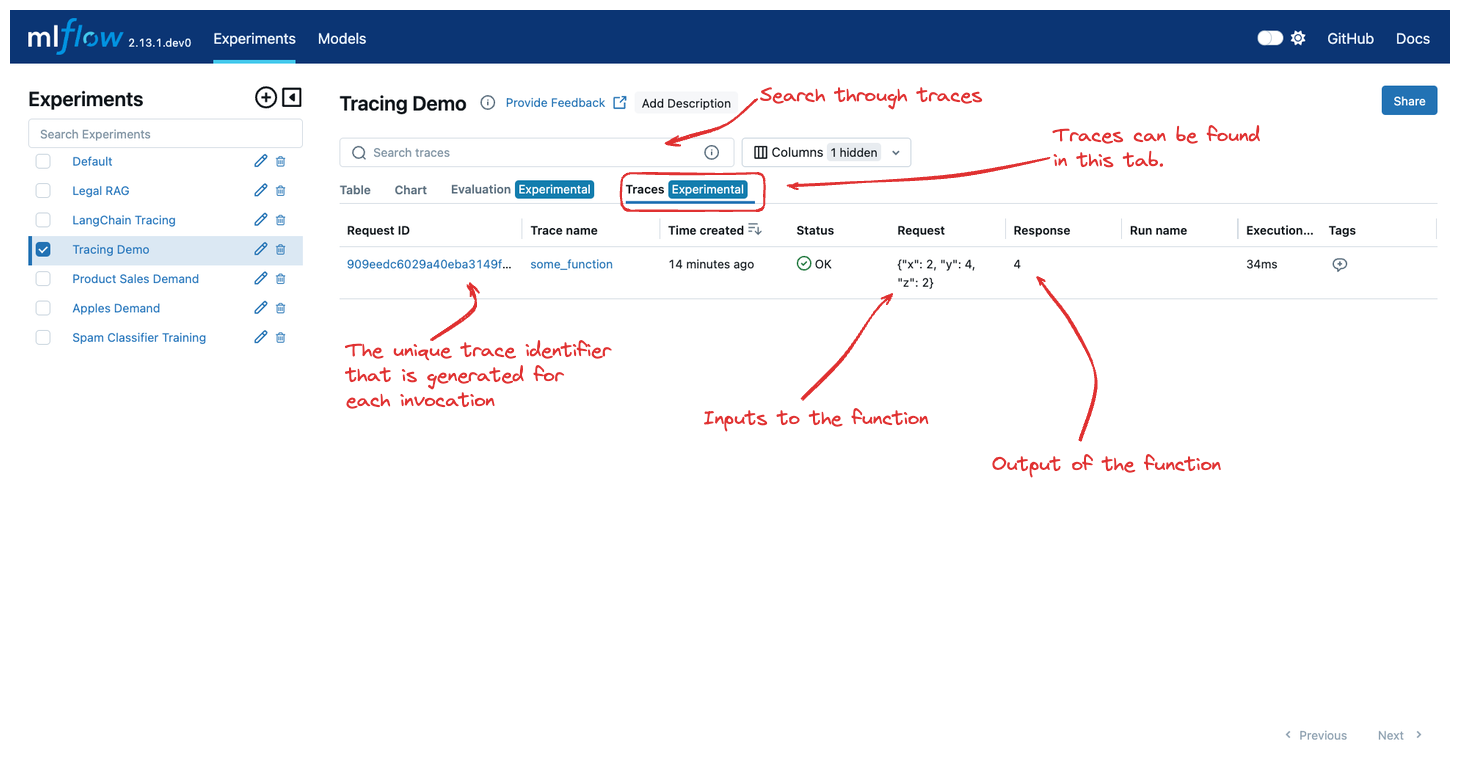 mlflow 2.13.1.dev0 Experiments Models GitHub Docs
Experiments
Search Experiments
Default
Legal RAG
LangChain Tracing
Tracing Demo
Product Sales Demand
Apples Demand
Spam Classifier Training
Tracing Demo Provide Feedback Add Description Share
Search through traces
Search traces Columns 1 hidden
Traces can be found
in this tab.
Table Chart Evaluation Experimental Traces Experimental
Request ID Trace name Time created Status Request Response Run name Execution... Tags
909eedc6029a40eba3149f... some_function 14 minutes ago OK {"x": 2, "y": 4, 4 34ms
"z": 2}
The unique trace identifier
that is generated for
each invocation
Inputs to the function
Output of the function
Previous Next